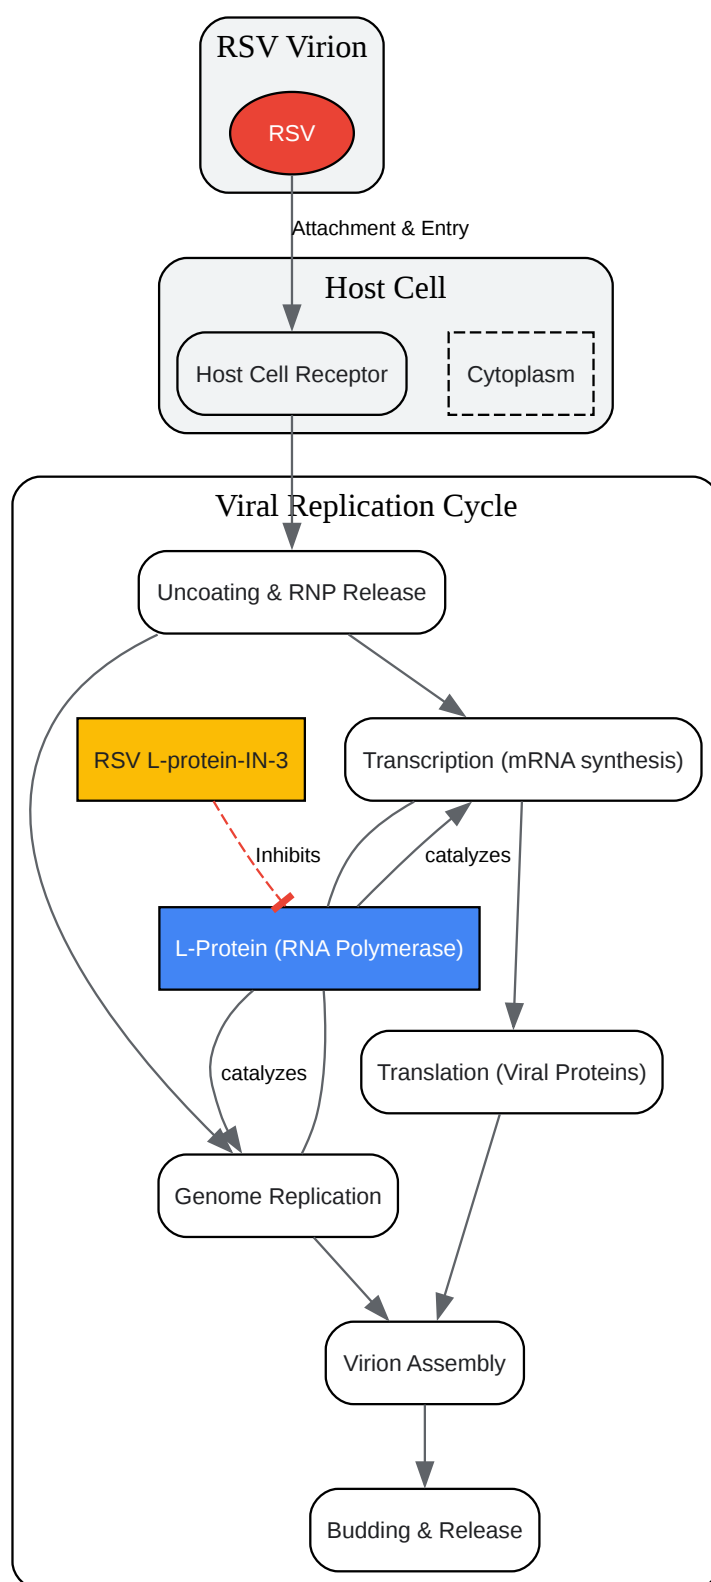 RSV Virion
RSV
Attachment & Entry
Host Cell
Host Cell Receptor
Cytoplasm
Viral Replication Cycle
Uncoating & RNP Release
RSV L-protein-IN-3
Transcription (mRNA synthesis)
Inhibits
catalyzes
L-Protein (RNA Polymerase)
catalyzes
Translation (Viral Proteins)
Genome Replication
Virion Assembly
Budding & Release